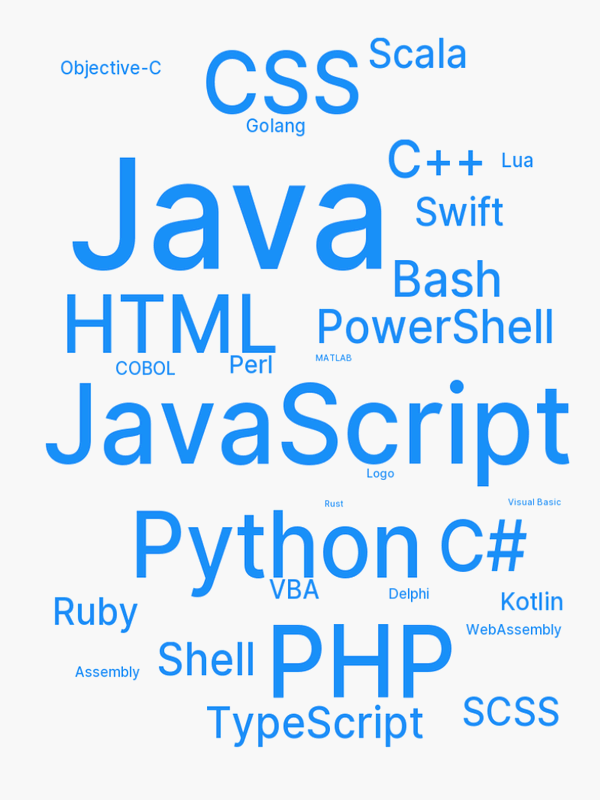 Scala
Objective-C
CSS
Golang
C++
Lua
Java
Swift
Bash
HTML
PowerShell
MATLAB
COBOL
Perl
JavaScript
Logo
Rust
Visual Basic
Python
C#
VBA
Delphi
Kotlin
Ruby
WebAssembly
Shell
PHP
Assembly
SCSS
TypeScript